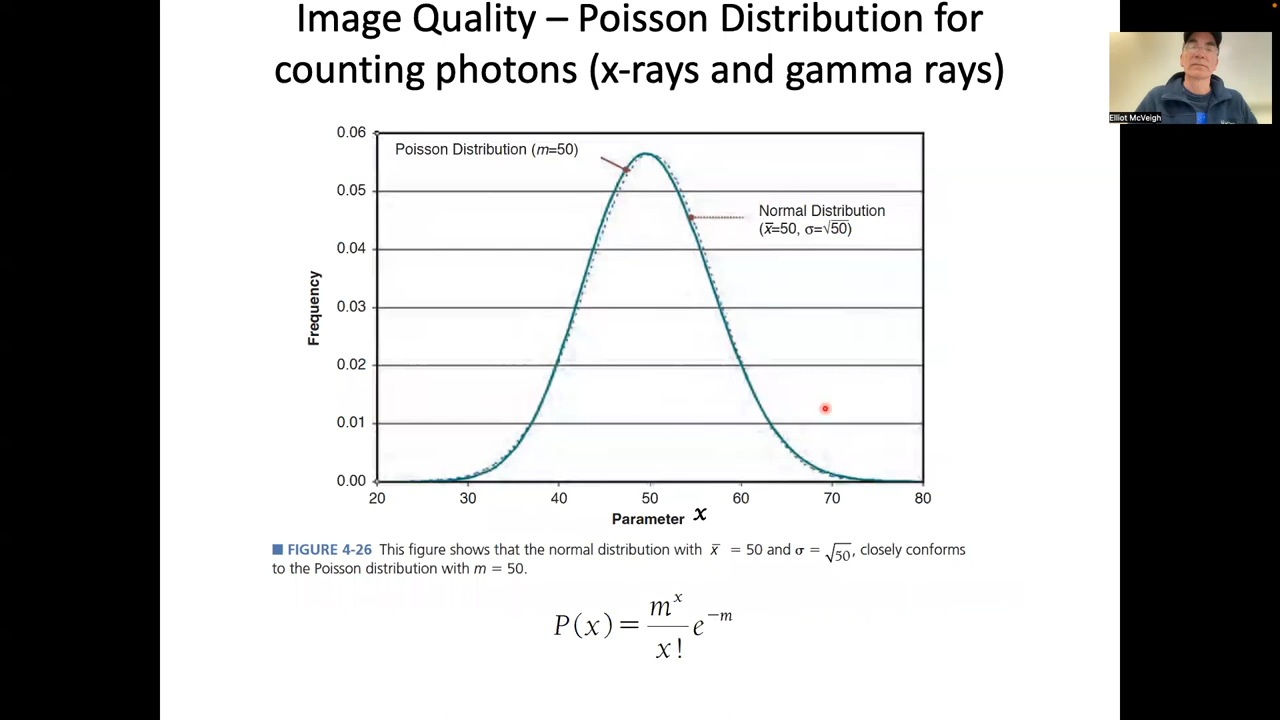 Image Quality – Poisson Distribution for
counting photons (x-rays and gamma rays)
Elliot McVeigh
0.06
0.05
0.04
0.03
0.02
0.01
0.00
Frequency
Poisson Distribution (m=50)
Normal Distribution
(x̄=50, σ=√50)
20 30 40 50 60 70 80
Parameter x
FIGURE 4-26 This figure shows that the normal distribution with x̄ = 50 and σ = √50, closely conforms
to the Poisson distribution with m = 50.
P(x) = m^x / x! e^−m